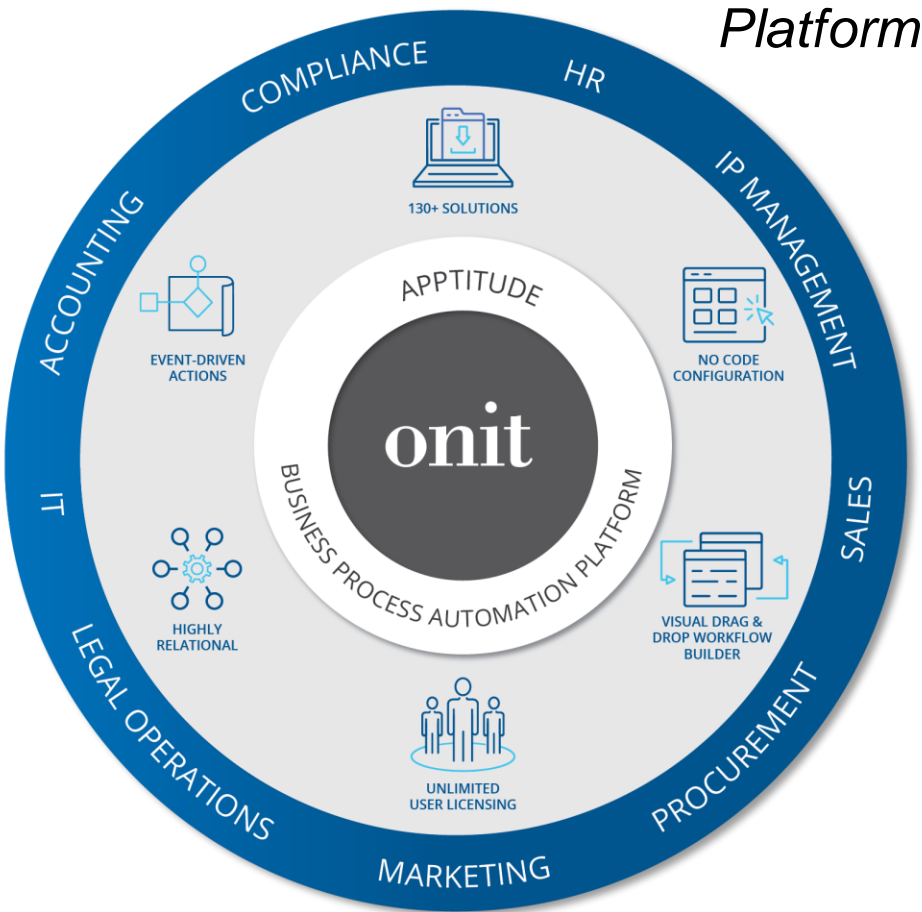 Platform
COMPLIANCE
HR
IP MANAGEMENT
SALES
PROCUREMENT
MARKETING
LEGAL OPERATIONS
IT
ACCOUNTING
130+ SOLUTIONS
NO CODE
CONFIGURATION
VISUAL DRAG &
DROP WORKFLOW
BUILDER
UNLIMITED
USER LICENSING
HIGHLY
RELATIONAL
EVENT-DRIVEN
ACTIONS
APPTITUDE
onit
BUSINESS PROCESS AUTOMATION PLATFORM